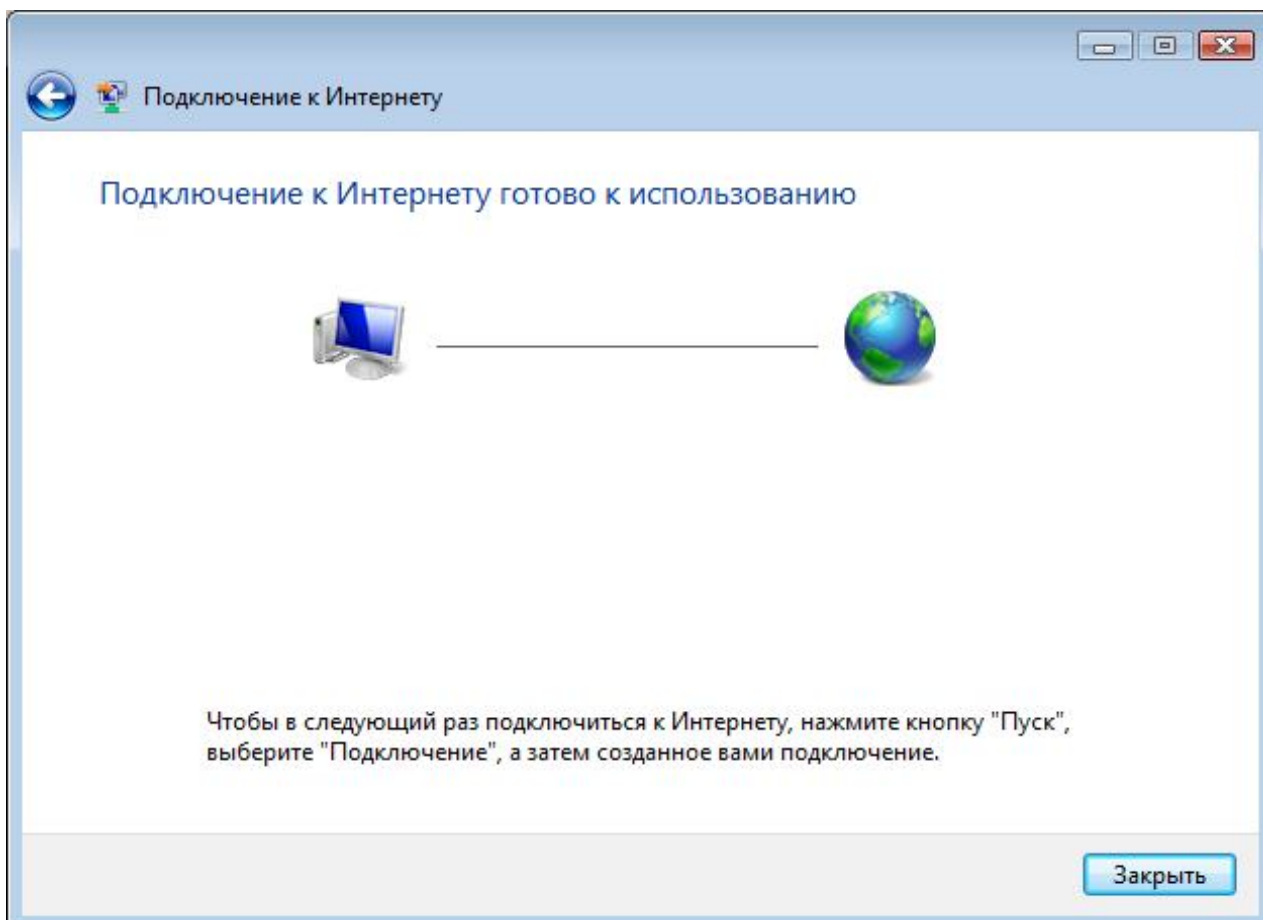 Подключение к Интернету
Подключение к Интернету готово к использованию
Чтобы в следующий раз подключиться к Интернету, нажмите кнопку "Пуск",
выберите "Подключение", а затем созданное вами подключение.
Закрыть